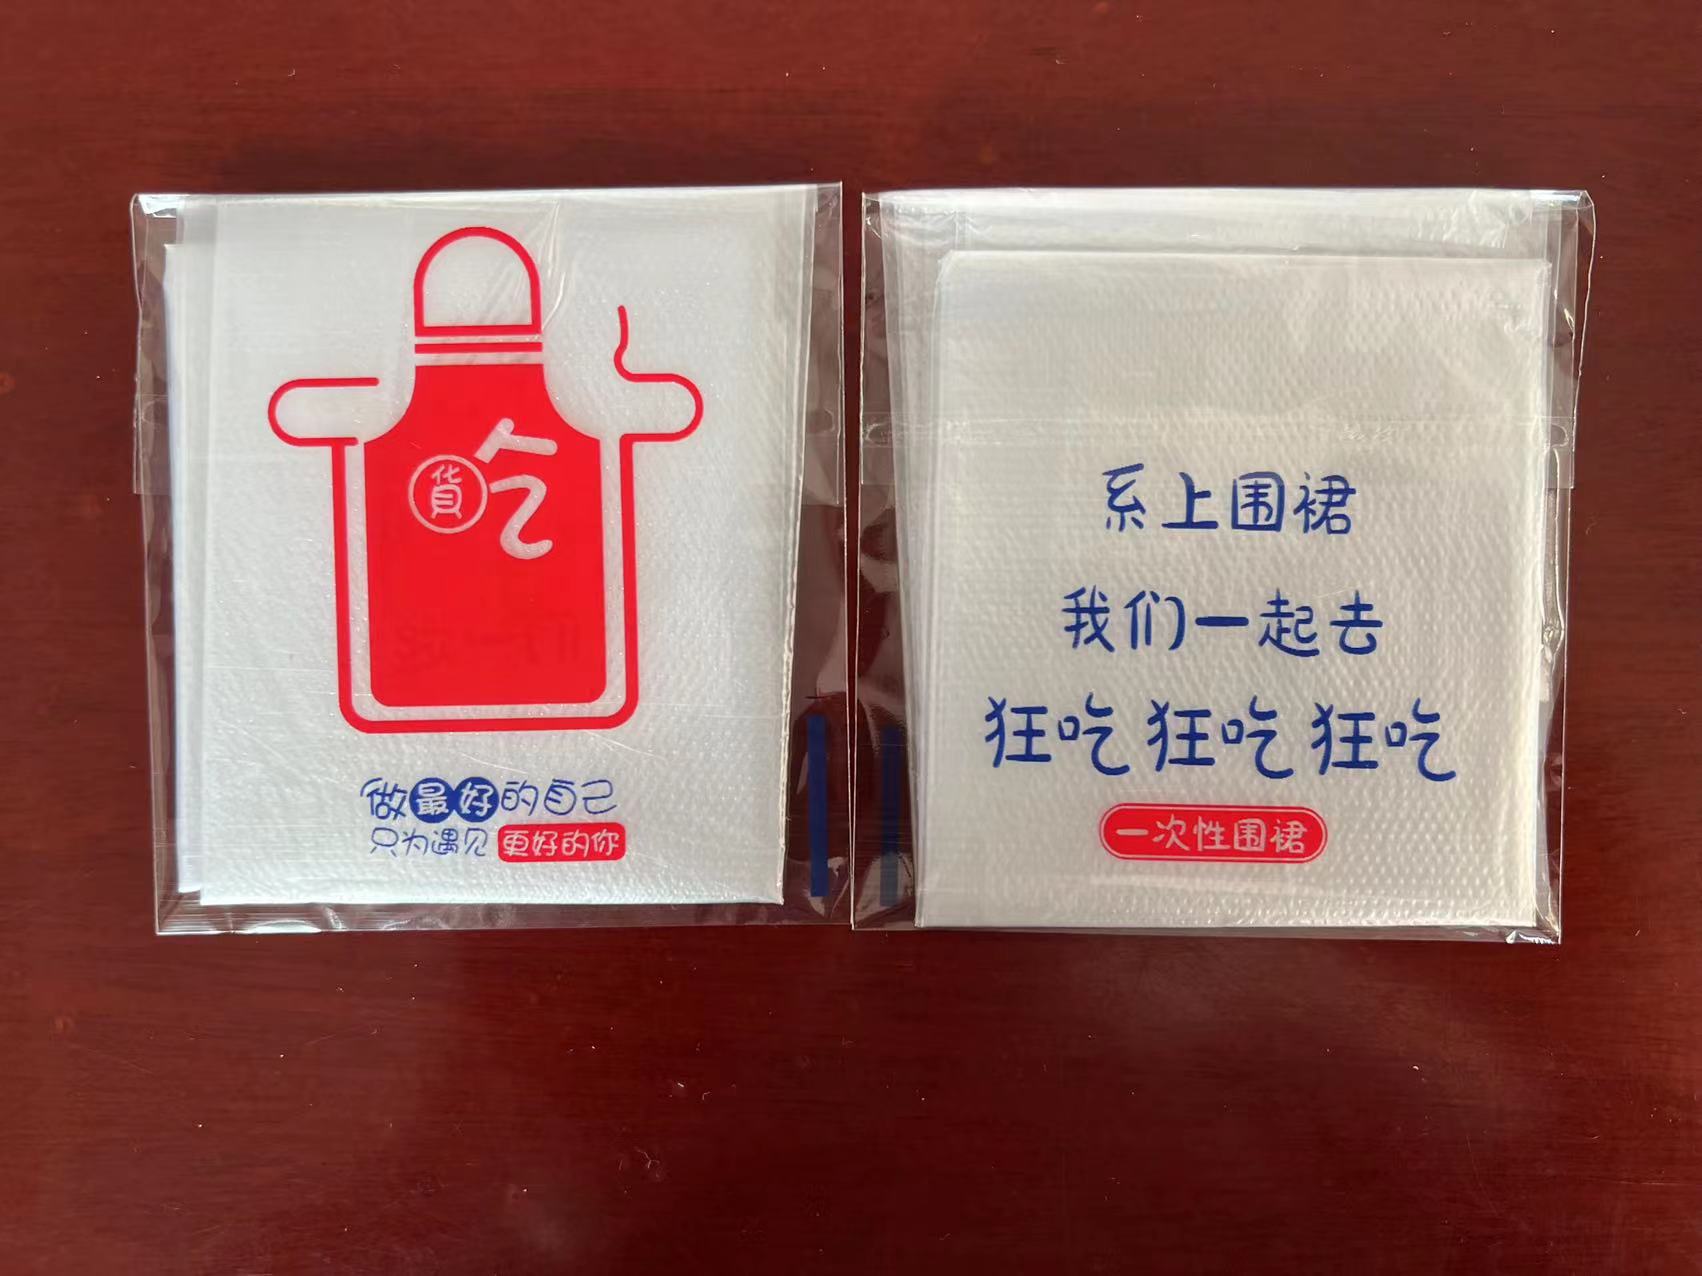 吃
貨
做最好的自己
只为遇见 更好的你
系上围裙
我们一起去
狂吃 狂吃 狂吃
一次性围裙